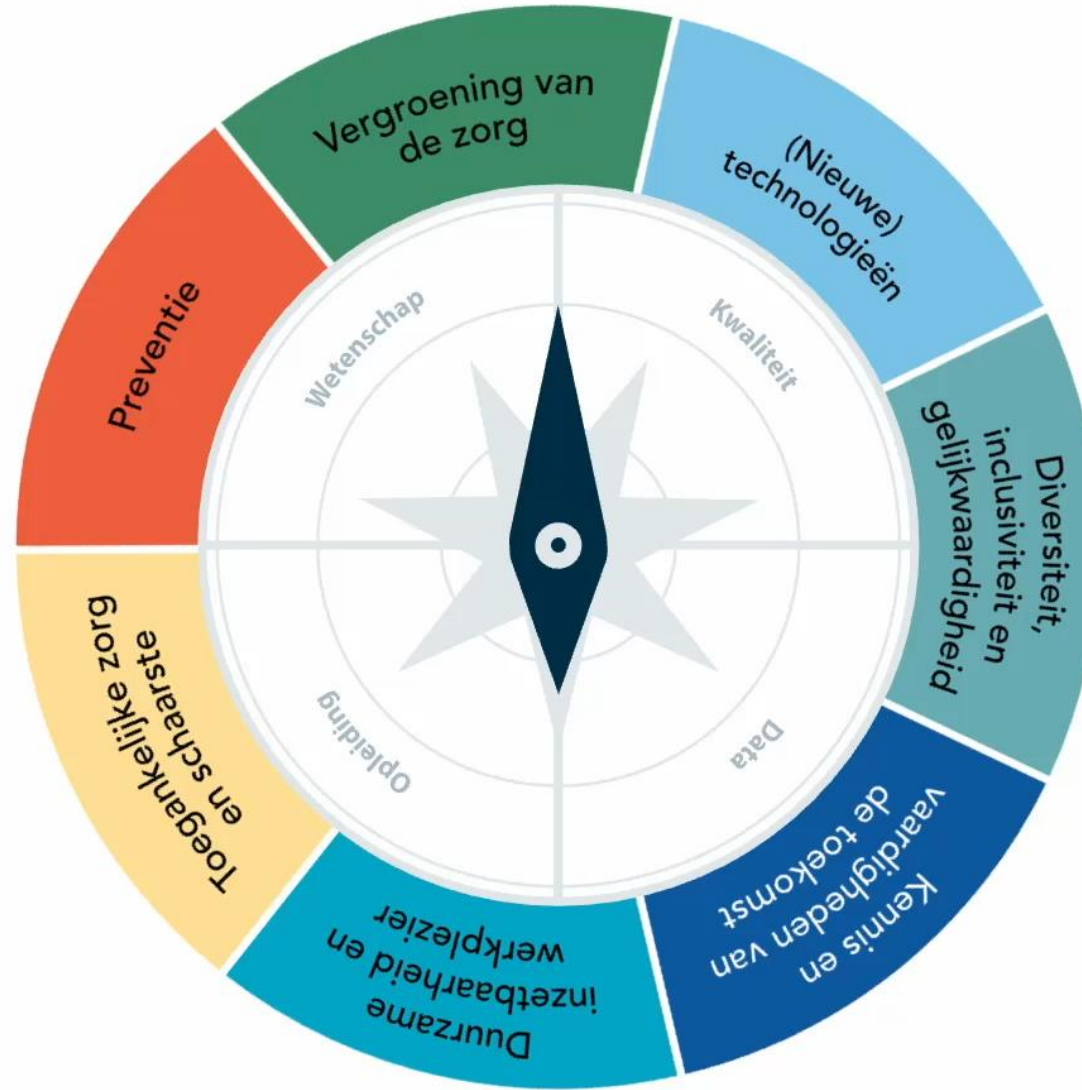 Vergroening van
de zorg
(Nieuwe)
technologieën
Diversiteit,
inclusiviteit en
gelijkwaardigheid
Kennis en
vaardigheden van
de toekomst
Duurzame
inzetbaarheid en
werkplezier
Toegankelijke zorg
en schaarste
Preventie
Wetenschap
Kwaliteit
Data
Opleiding